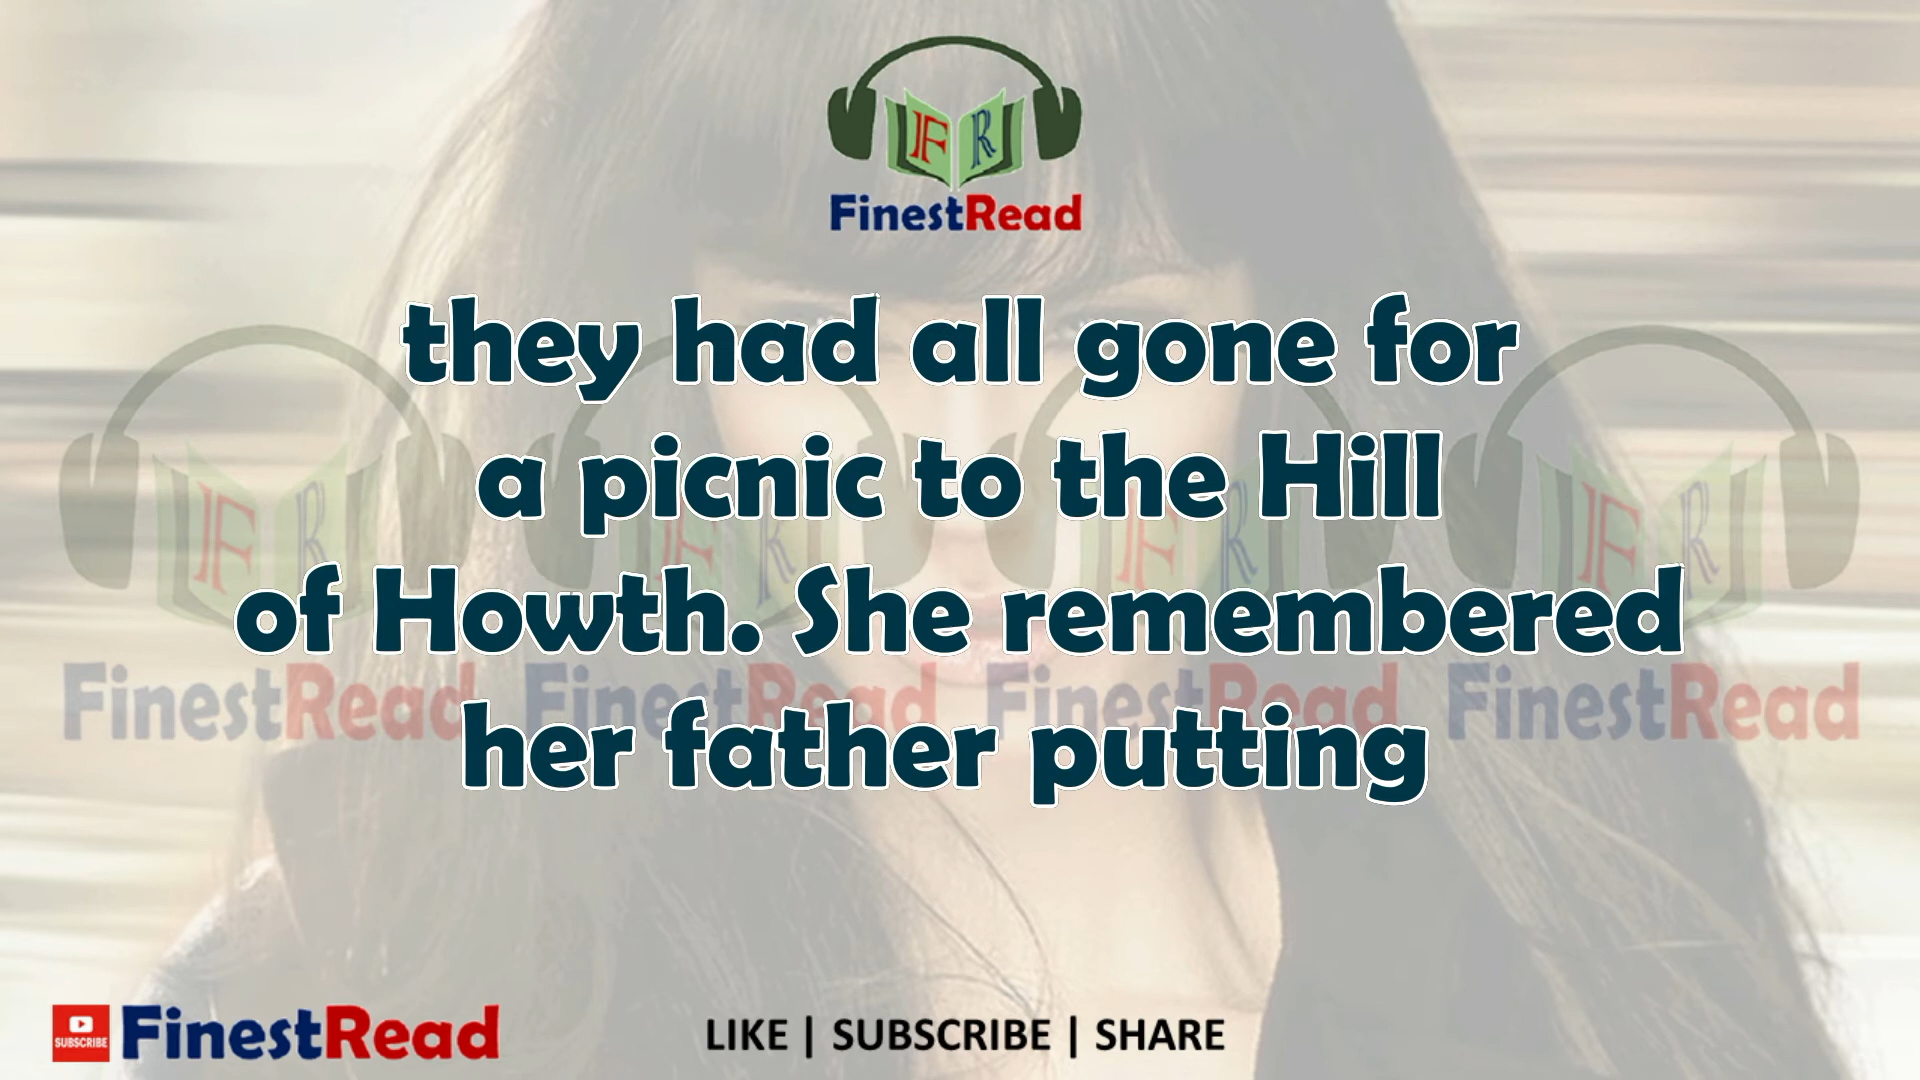 F R
FinestRead
they had all gone for
a picnic to the Hill
of Howth. She remembered
her father putting
F R F R F R F R
FinestRead FinestRead FinestRead FinestRead
SUBSCRIBE FinestRead LIKE | SUBSCRIBE | SHARE